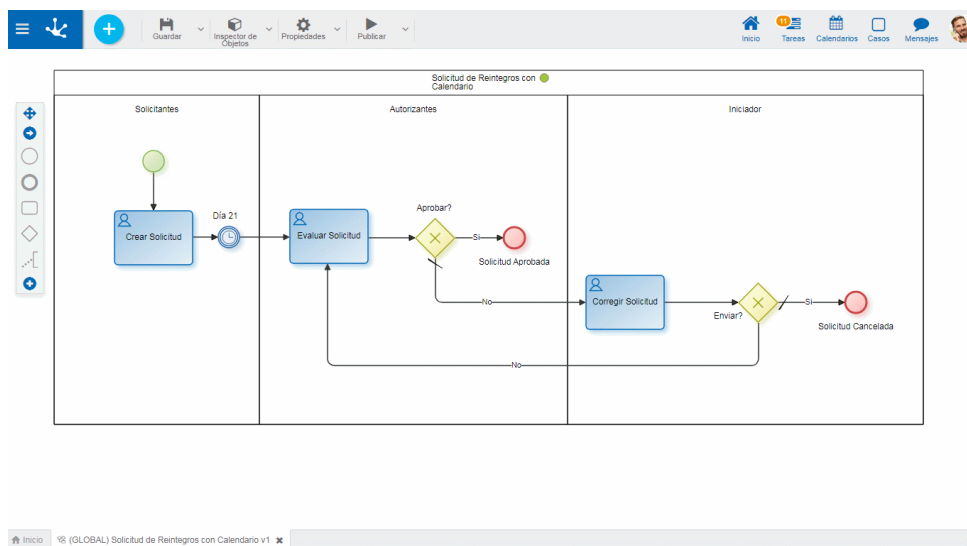 Guardar
Inspector de
Objetos
Propiedades
Publicar
Inicio
11
Tareas
Calendarios
Casos
Mensajes
Solicitud de Reintegros con
Calendario
Solicitantes
Autorizantes
Iniciador
Crear Solicitud
Día 21
Evaluar Solicitud
Aprobar?
Si
Solicitud Aprobada
No
Corregir Solicitud
Enviar?
Si
Solicitud Cancelada
No
Inicio
(GLOBAL) Solicitud de Reintegros con Calendario v1